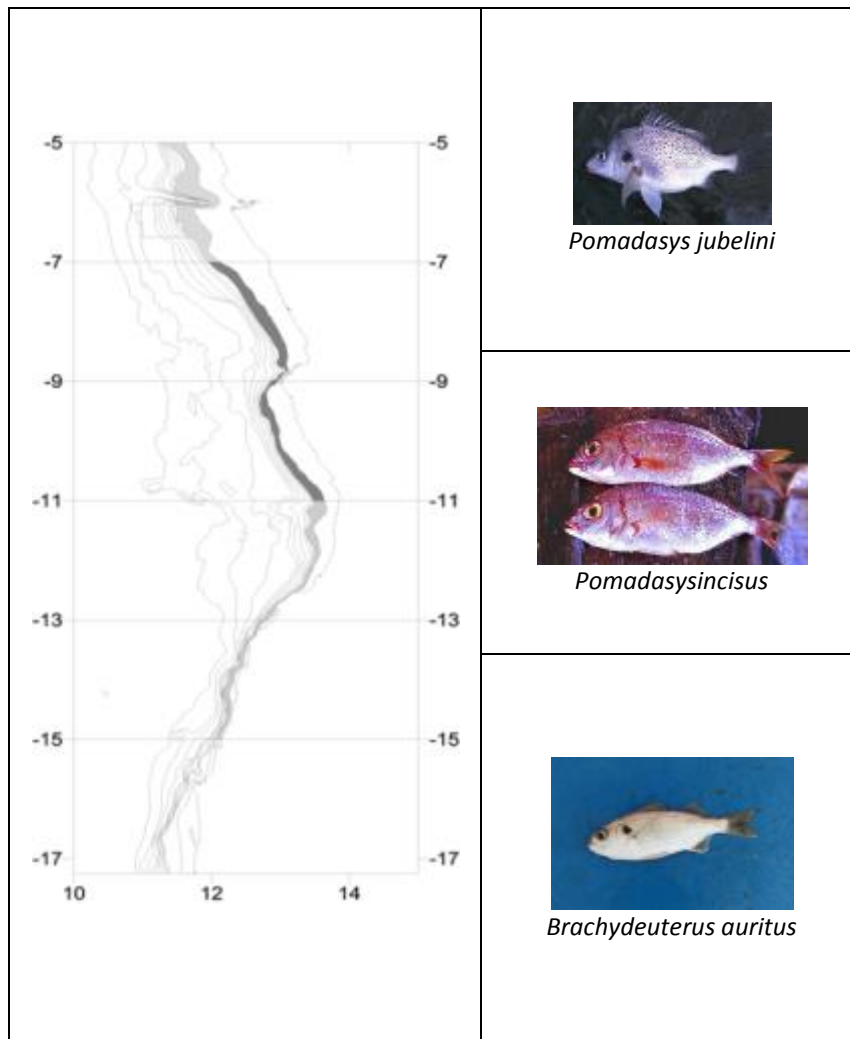 -5 -5
-7 -7
-9 -9
-11 -11
-13 -13
-15 -15
-17 -17
10 12 14
Pomadasys jubelini
Pomadasysincisus
Brachydeuterus auritus